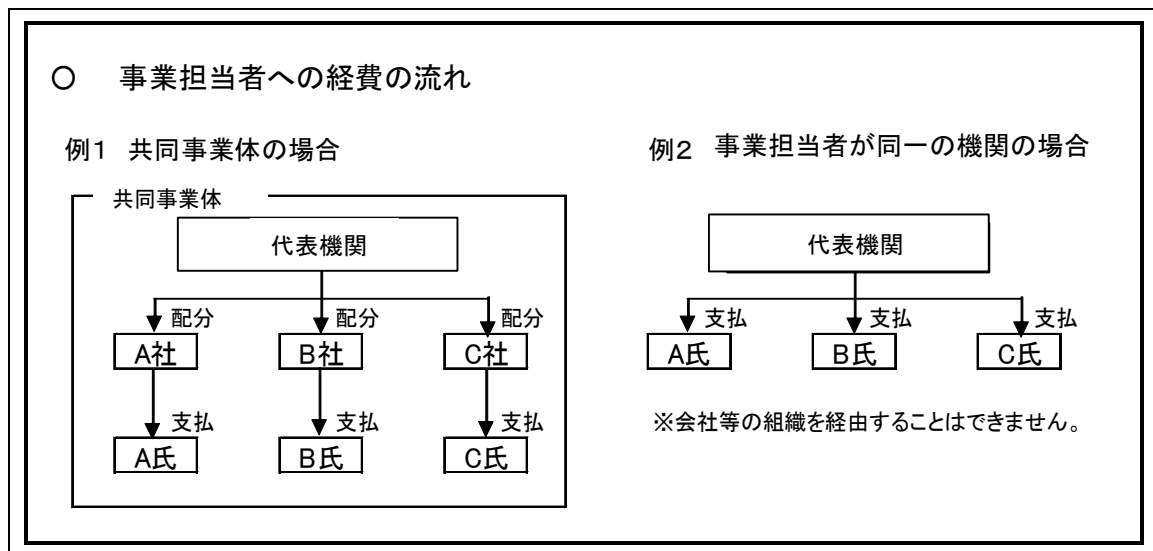 ○ 事業担当者への経費の流れ
例1 共同事業体の場合
共同事業体
代表機関
配分 配分 配分
A社 B社 C社
支払 支払 支払
A氏 B氏 C氏
例2 事業担当者が同一の機関の場合
代表機関
支払 支払 支払
A氏 B氏 C氏
※会社等の組織を経由することはできません。